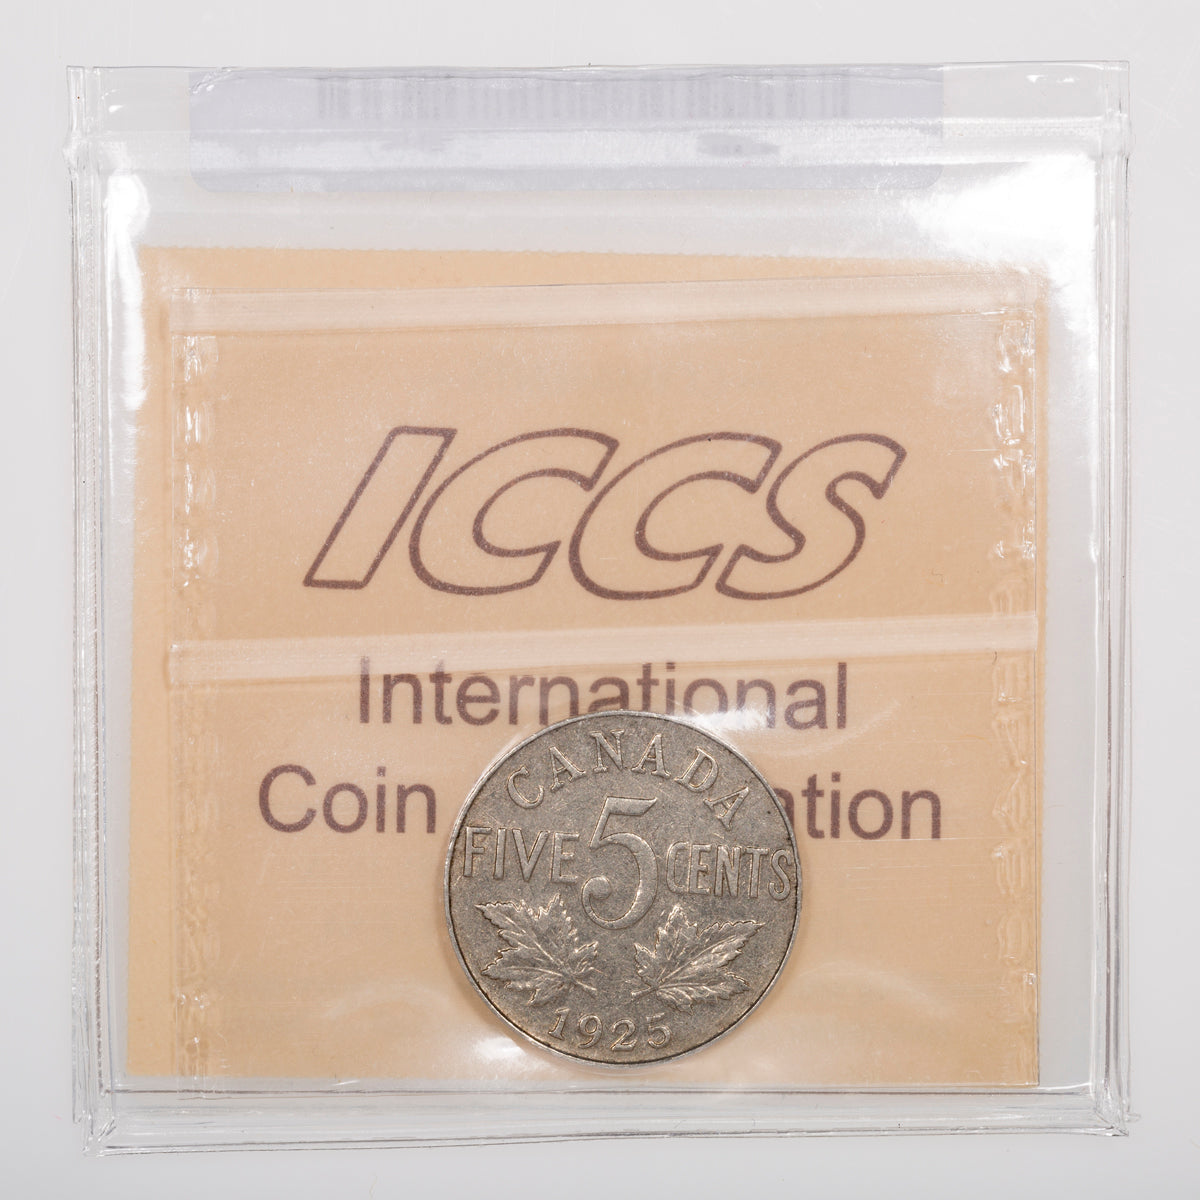 ICCS
International
Coin ation
CANADA
FIVE 5 CENTS
1925